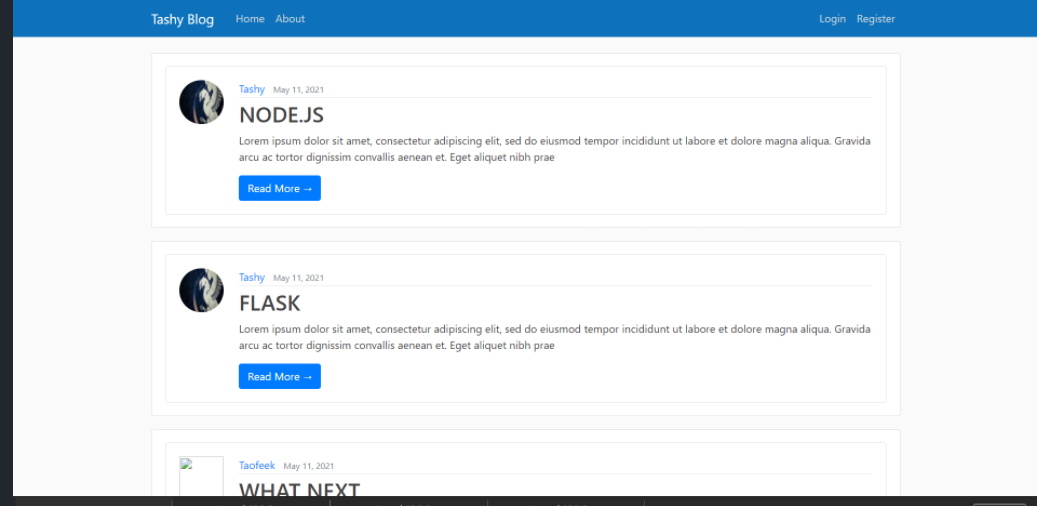 Tashy Blog Home About Login Register
Tashy May 11, 2021
NODE.JS
Lorem ipsum dolor sit amet, consectetur adipiscing elit, sed do eiusmod tempor incididunt ut labore et dolore magna aliqua. Gravida
arcu ac tortor dignissim convallis aenean et. Eget aliquet nibh prae
Read More →
Tashy May 11, 2021
FLASK
Lorem ipsum dolor sit amet, consectetur adipiscing elit, sed do eiusmod tempor incididunt ut labore et dolore magna aliqua. Gravida
arcu ac tortor dignissim convallis aenean et. Eget aliquet nibh prae
Read More →
Taofeek May 11, 2021
WHAT NEXT